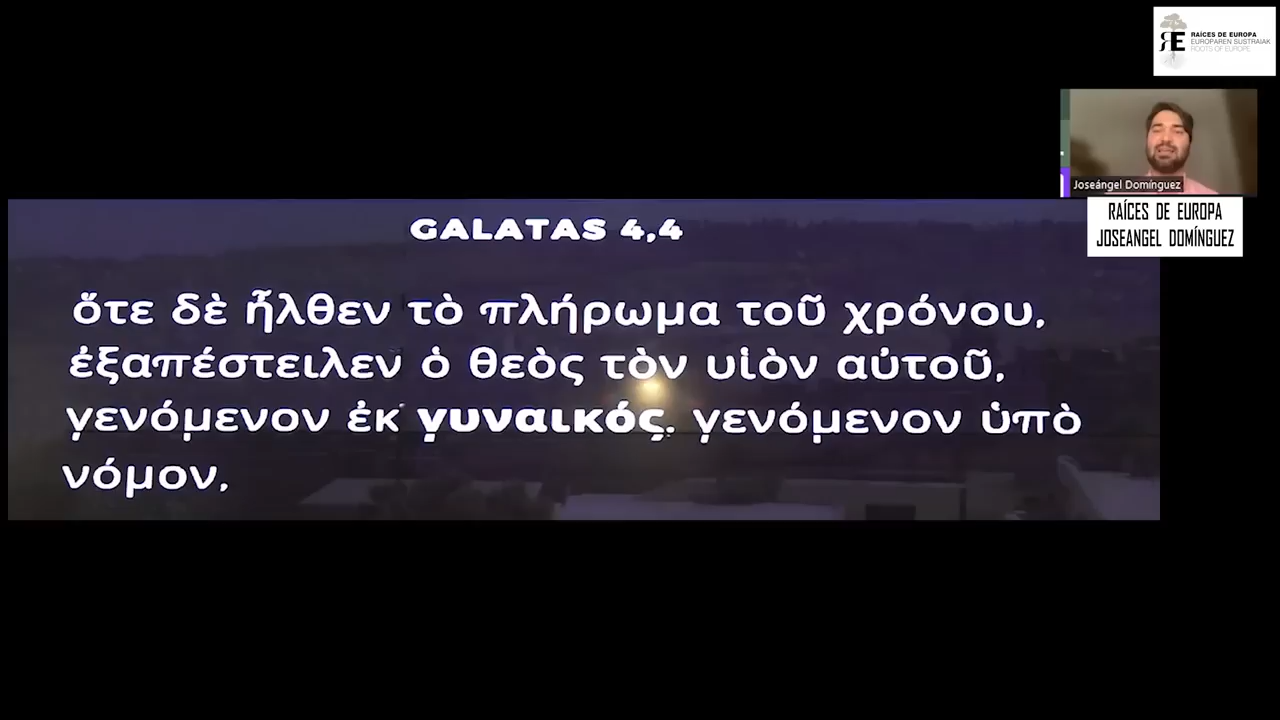 RAÍCES DE EUROPA
EUROPAREN SUSTRAIAK
ROOTS OF EUROPE
Joseángel Domínguez
RAÍCES DE EUROPA
JOSEANGEL DOMÍNGUEZ
GALATAS 4,4
ὅτε δὲ ἦλθεν τὸ πλήρωμα τοῦ χρόνου,
ἐξαπέστειλεν ὁ θεὸς τὸν υἱὸν αὐτοῦ,
γενόμενον ἐκ γυναικός, γενόμενον ὑπὸ
νόμον,